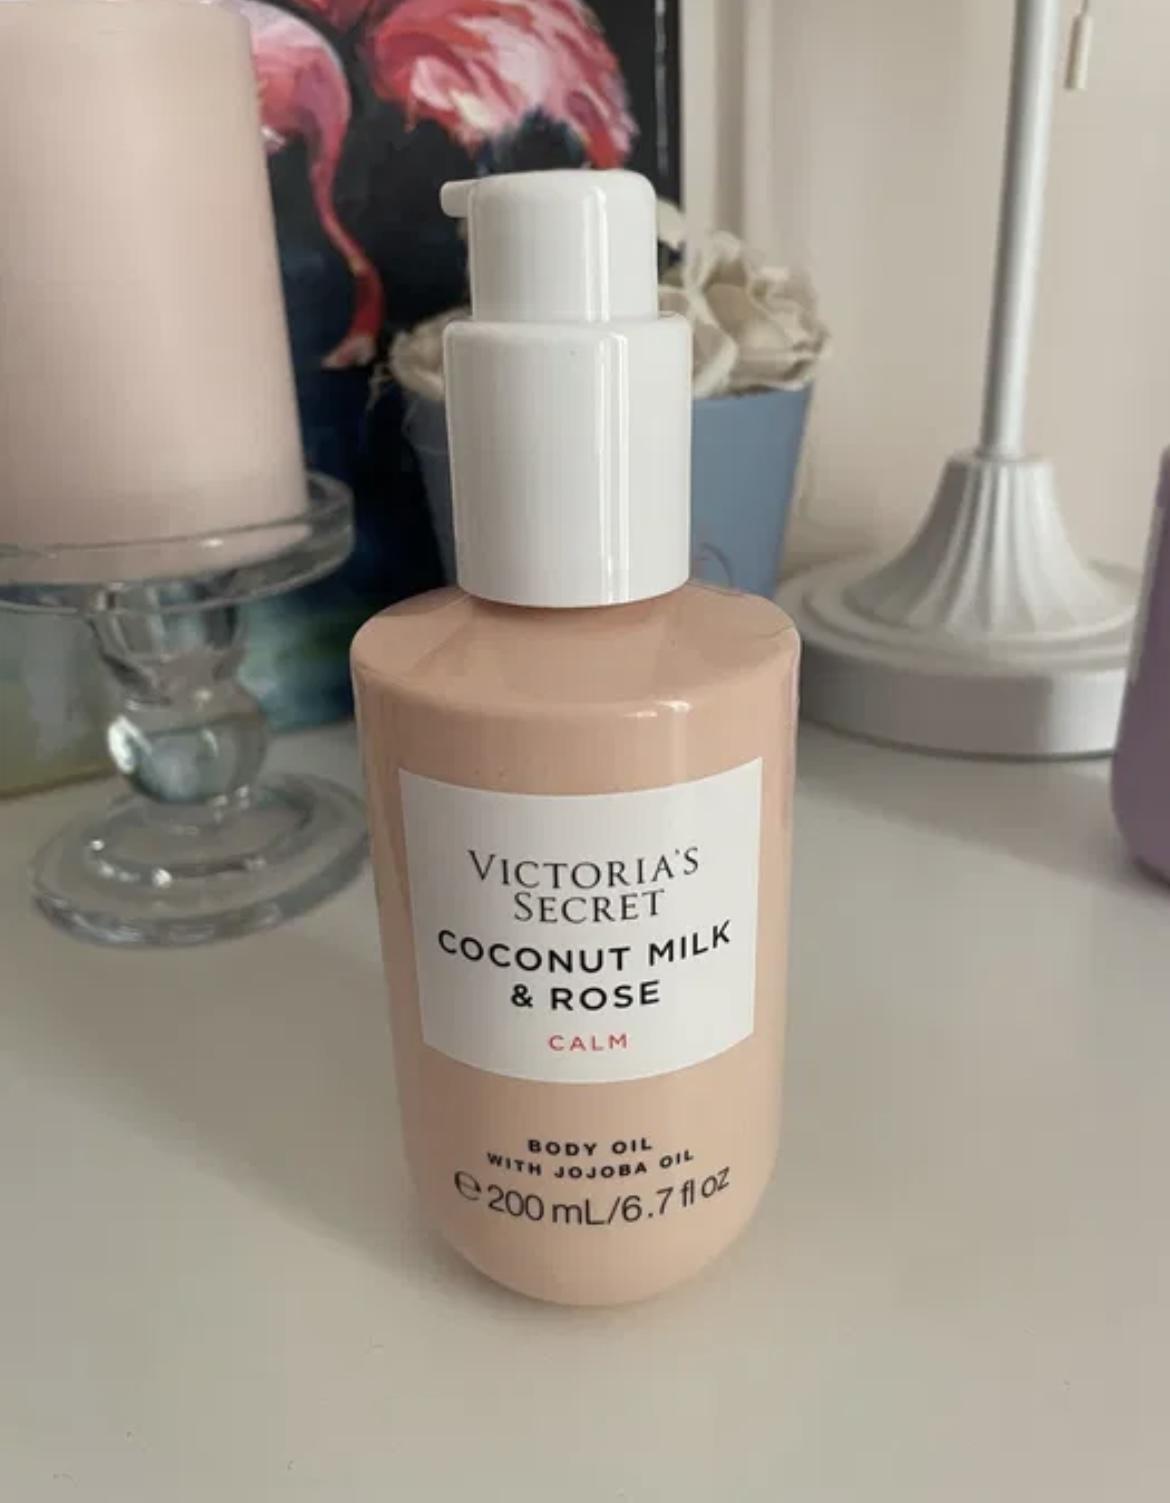 VICTORIA'S
SECRET
COCONUT MILK
& ROSE
CALM
BODY OIL
WITH JOJOBA OIL
℮ 200 mL/6.7 fl oz